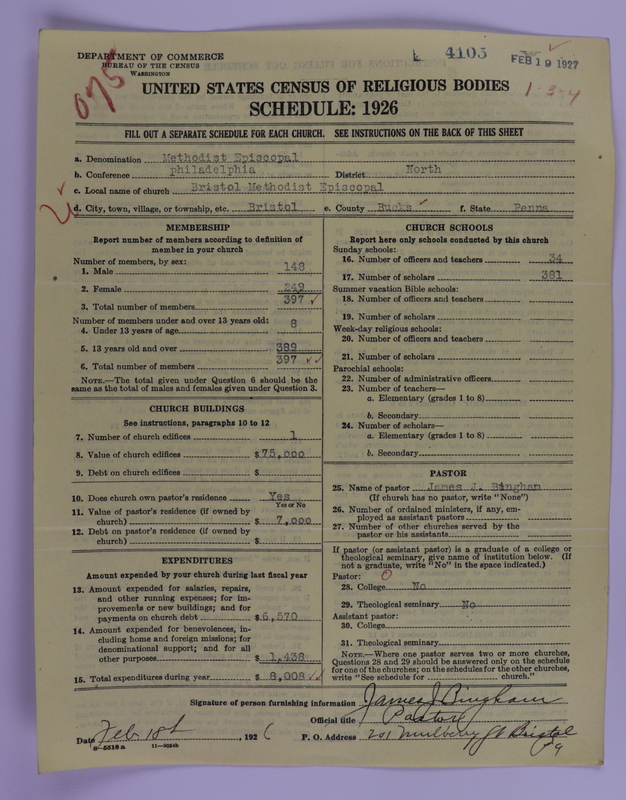 DEPARTMENT OF COMMERCE
BUREAU OF THE CENSUS
WASHINGTON
4105
FEB 19 1927
075
1-3-4
UNITED STATES CENSUS OF RELIGIOUS BODIES
SCHEDULE: 1926
FILL OUT A SEPARATE SCHEDULE FOR EACH CHURCH. SEE INSTRUCTIONS ON THE BACK OF THIS SHEET
a. Denomination Methodist Episcopal
b. Conference philadelphia District North
c. Local name of church Bristol Methodist Episcopal
d. City, town, village, or township, etc. Bristol e. County Bucks f. State Penna
MEMBERSHIP
Report number of members according to definition of
member in your church
Number of members, by sex:
1. Male 148
2. Female 249
3. Total number of members 397
Number of members under and over 13 years old:
4. Under 13 years of age 8
5. 13 years old and over 389
6. Total number of members 397
NOTE.—The total given under Question 6 should be the
same as the total of males and females given under Question 3.
CHURCH BUILDINGS
See instructions, paragraphs 10 to 12
7. Number of church edifices 1
8. Value of church edifices $75,000
9. Debt on church edifices $
10. Does church own pastor's residence Yes
Yes or No
11. Value of pastor's residence (if owned by
church) $ 7,000
12. Debt on pastor's residence (if owned by
church) $
EXPENDITURES
Amount expended by your church during last fiscal year
13. Amount expended for salaries, repairs,
and other running expenses; for im-
provements or new buildings; and for
payments on church debt $6,570
14. Amount expended for benevolences, in-
cluding home and foreign missions; for
denominational support; and for all
other purposes $ 1,438
15. Total expenditures during year $ 8,008
CHURCH SCHOOLS
Report here only schools conducted by this church
Sunday schools:
16. Number of officers and teachers 34
17. Number of scholars 381
Summer vacation Bible schools:
18. Number of officers and teachers
19. Number of scholars
Week-day religious schools:
20. Number of officers and teachers
21. Number of scholars
Parochial schools:
22. Number of administrative officers
23. Number of teachers—
a. Elementary (grades 1 to 8)
b. Secondary
24. Number of scholars—
a. Elementary (grades 1 to 8)
b. Secondary
PASTOR
25. Name of pastor James J. Bingham
(If church has no pastor, write "None")
26. Number of ordained ministers, if any, em-
ployed as assistant pastors
27. Number of other churches served by the
pastor or his assistants
If pastor (or assistant pastor) is a graduate of a college or
theological seminary, give name of institution below. (If
not a graduate, write "No" in the space indicated.)
Pastor: 0
28. College No
29. Theological seminary No
Assistant pastor:
30. College
31. Theological seminary
NOTE.—Where one pastor serves two or more churches,
Questions 28 and 29 should be answered only on the schedule
for one of the churches; on the schedules for the other churches,
write "See schedule for church."
Signature of person furnishing information James J Bingham
Official title Pastor
Date Feb 18th, 1926 P. O. Address 201 Mulberry St Bristol
Pa
8-5518a 11—9524b